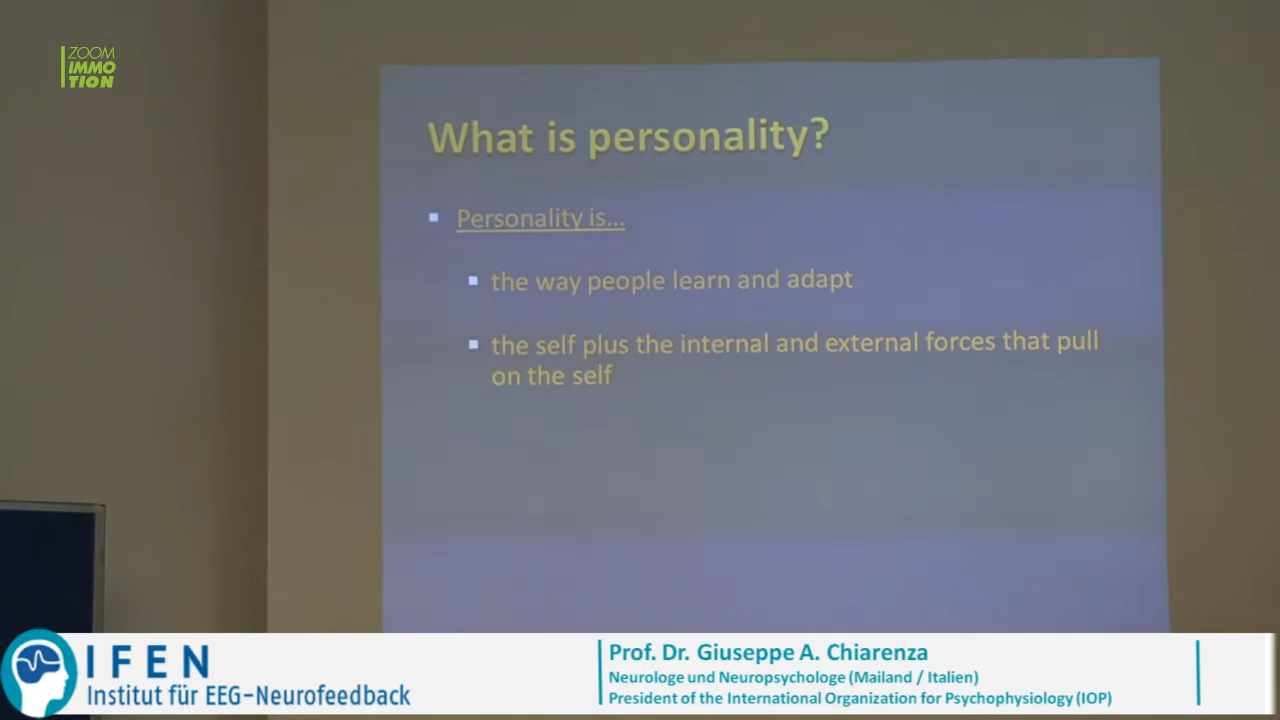 ZOOM
IMMO
TION
What is personality?
Personality is...
the way people learn and adapt
the self plus the internal and external forces that pull
on the self
IFEN
Institut für EEG-Neurofeedback
Prof. Dr. Giuseppe A. Chiarenza
Neurologe und Neuropsychologe (Mailand / Italien)
President of the International Organization for Psychophysiology (IOP)